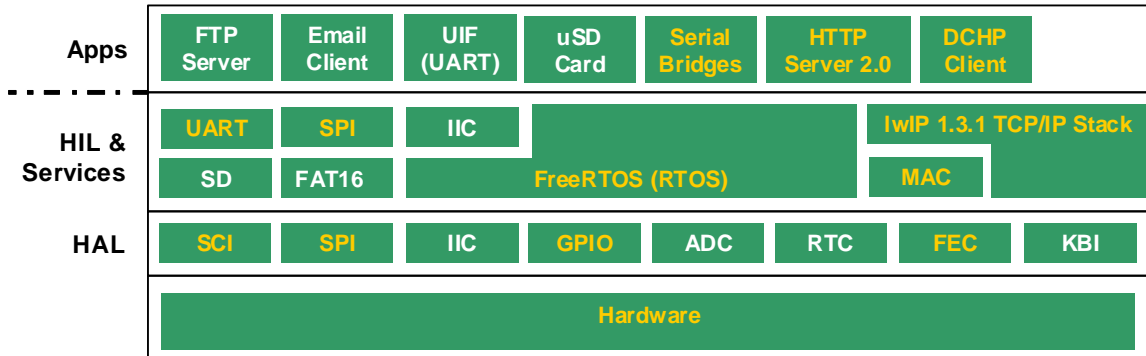 Apps
FTP
Server
Email
Client
UIF
(UART)
uSD
Card
Serial
Bridges
HTTP
Server 2.0
DCHP
Client
HIL &
Services
UART
SPI
IIC
lwIP 1.3.1 TCP/IP Stack
SD
FAT16
FreeRTOS (RTOS)
MAC
HAL
SCI
SPI
IIC
GPIO
ADC
RTC
FEC
KBI
Hardware